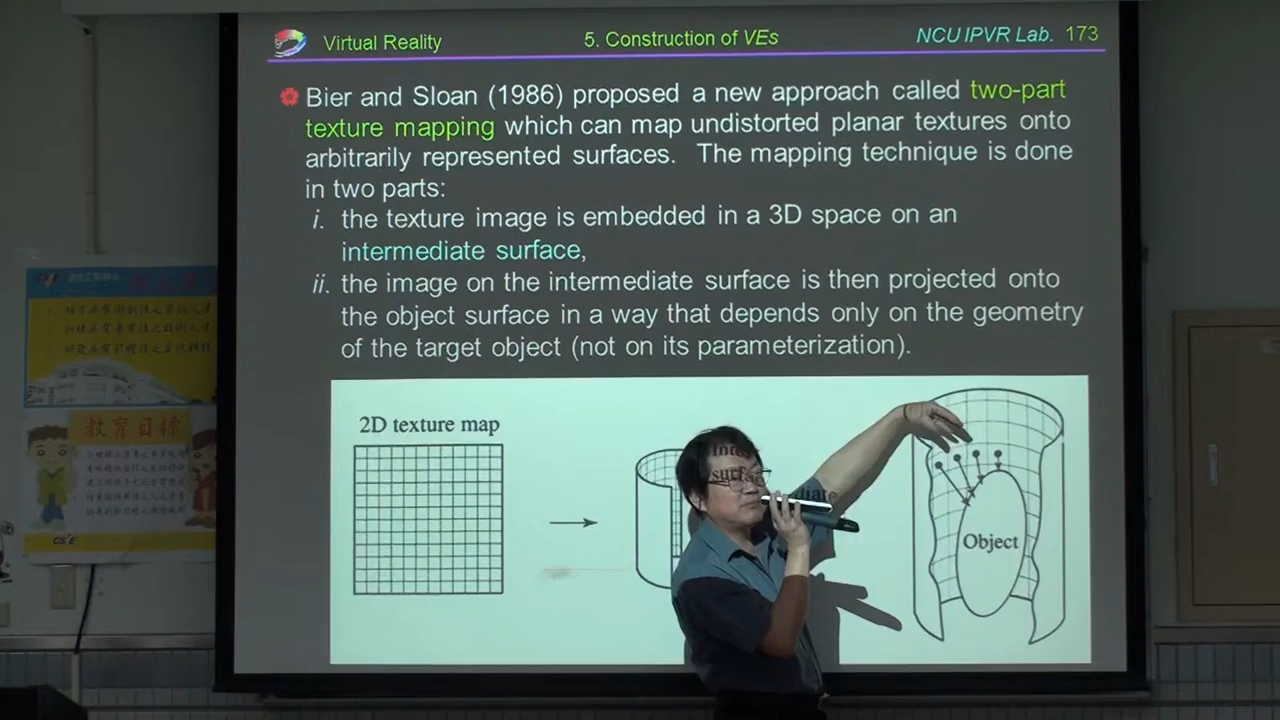 Virtual Reality 5. Construction of VEs NCU IPVR Lab. 173
Bier and Sloan (1986) proposed a new approach called two-part
texture mapping which can map undistorted planar textures onto
arbitrarily represented surfaces. The mapping technique is done
in two parts:
i. the texture image is embedded in a 3D space on an
intermediate surface,
ii. the image on the intermediate surface is then projected onto
the object surface in a way that depends only on the geometry
of the target object (not on its parameterization).
2D texture map
Object
教育目標